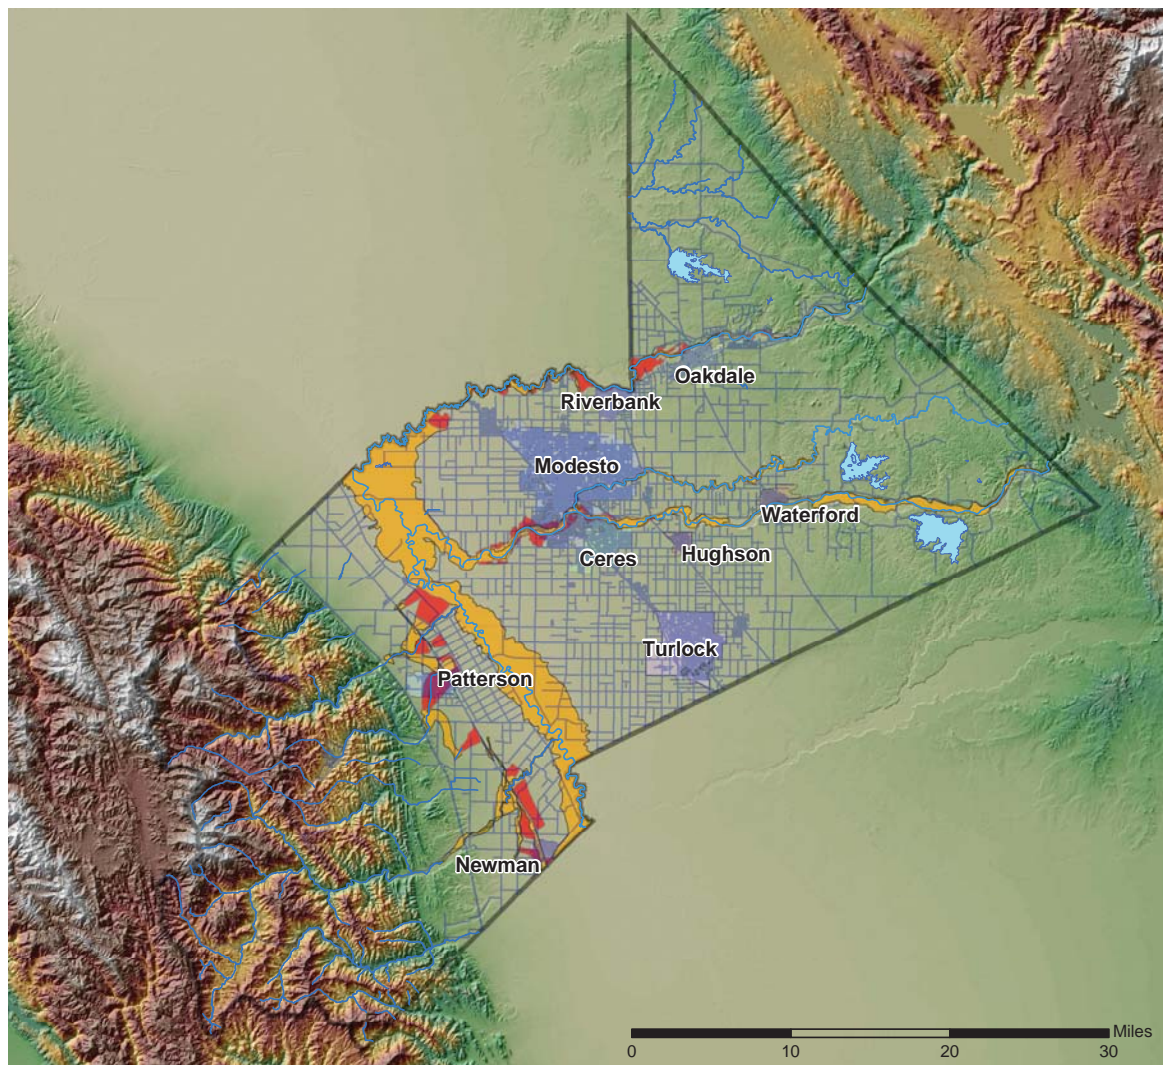 Oakdale
Riverbank
Modesto
Waterford
Hughson
Ceres
Turlock
Patterson
Newman
Miles
0 10 20 30